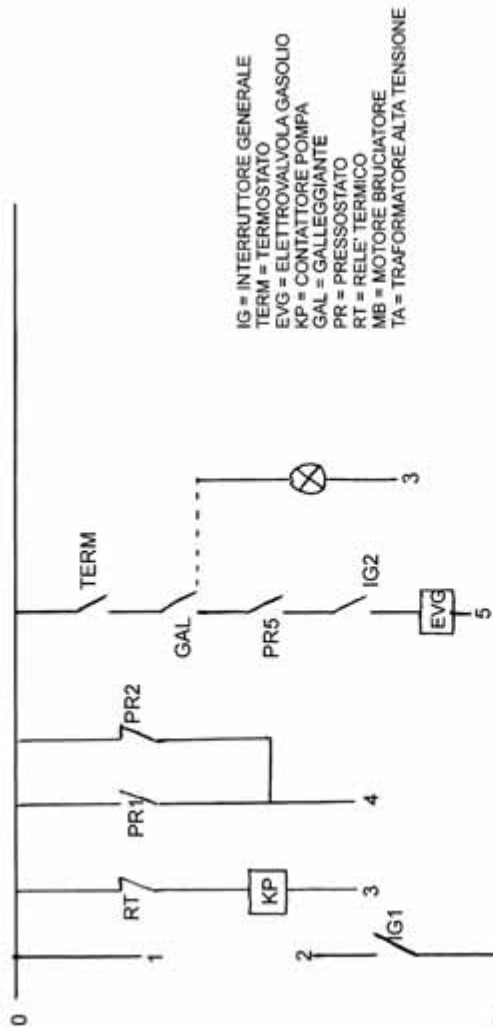 0
1
2
IG1
RT
KP
3
PR1
PR2
4
TERM
GAL
PR5
IG2
EVG
5
3
IG = INTERRUTTORE GENERALE
TERM = TERMOSTATO
EVG = ELETTROVALVOLA GASOLIO
KP = CONTATTORE POMPA
GAL = GALLEGGIANTE
PR = PRESSOSTATO
RT = RELE' TERMICO
MB = MOTORE BRUCIATORE
TA = TRAFORMATORE ALTA TENSIONE